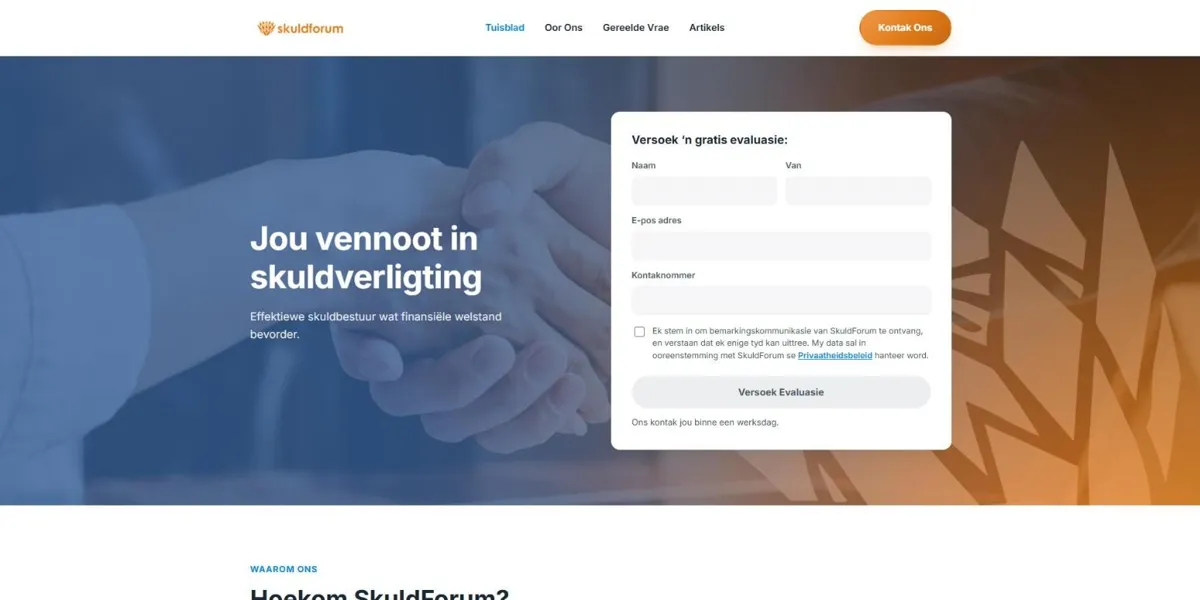 skuldforum
Tuisblad
Oor Ons
Gereelde Vrae
Artikels
Kontak Ons
Jou vennoot in
skuldverligting
Effektiewe skuldbestuur wat finansiële welstand
bevorder.
Versoek ‘n gratis evaluasie:
Naam
Van
E-pos adres
Kontaknommer
Ek stem in om bemarkingskommunikasie van SkuldForum te ontvang,
en verstaan dat ek enige tyd kan uittree. My data sal in
ooreenstemming met SkuldForum se Privaatheidsbeleid hanteer word.
Versoek Evaluasie
Ons kontak jou binne een werksdag.
WAAROM ONS
Hoekom SkuldForum?